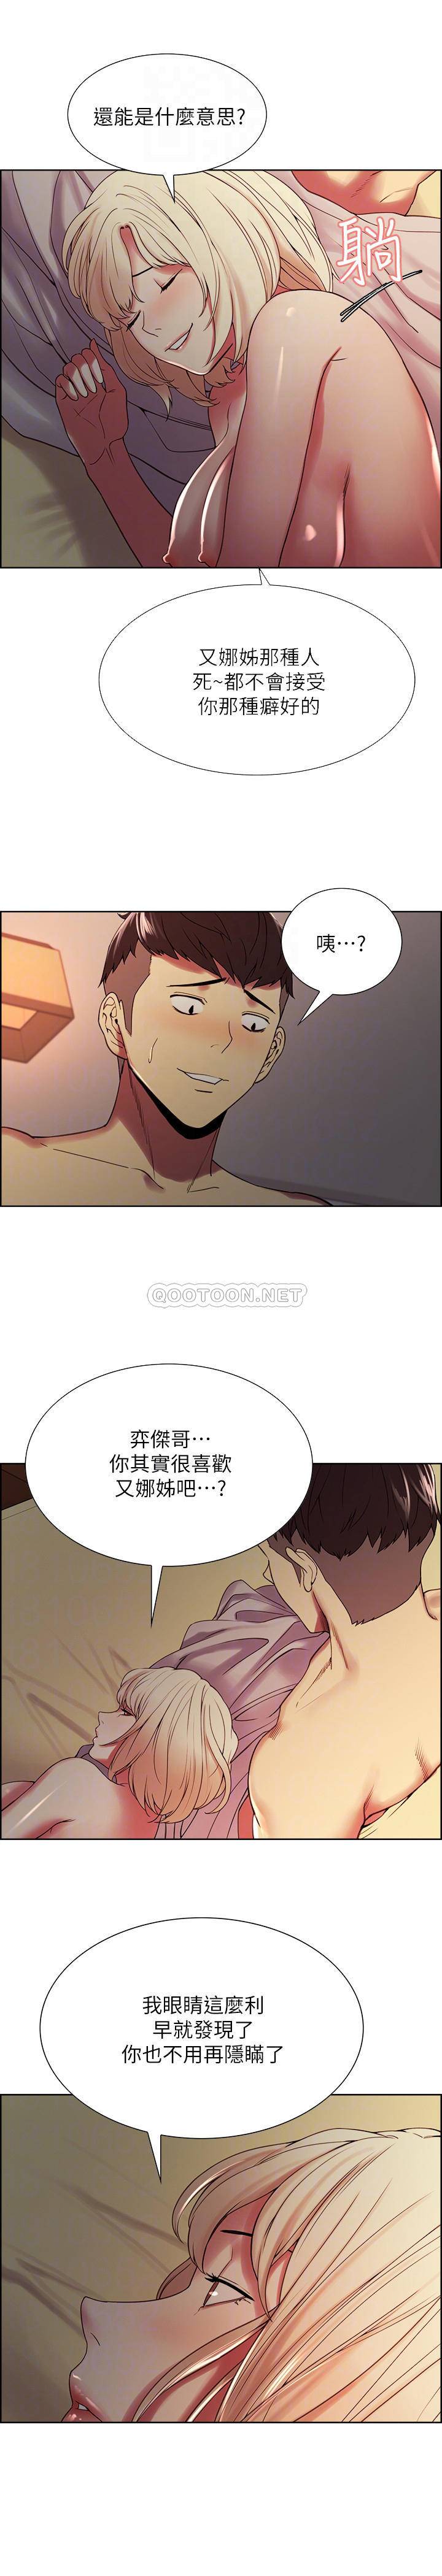 還能是什麼意思?
躺
又娜姊那種人
死~都不會接受
你那種癖好的
咦…?
QOOTOON.NET
弈傑哥…
你其實很喜歡
又娜姊吧…?
我眼睛這麼利
早就發現了
你也不用再隱瞞了